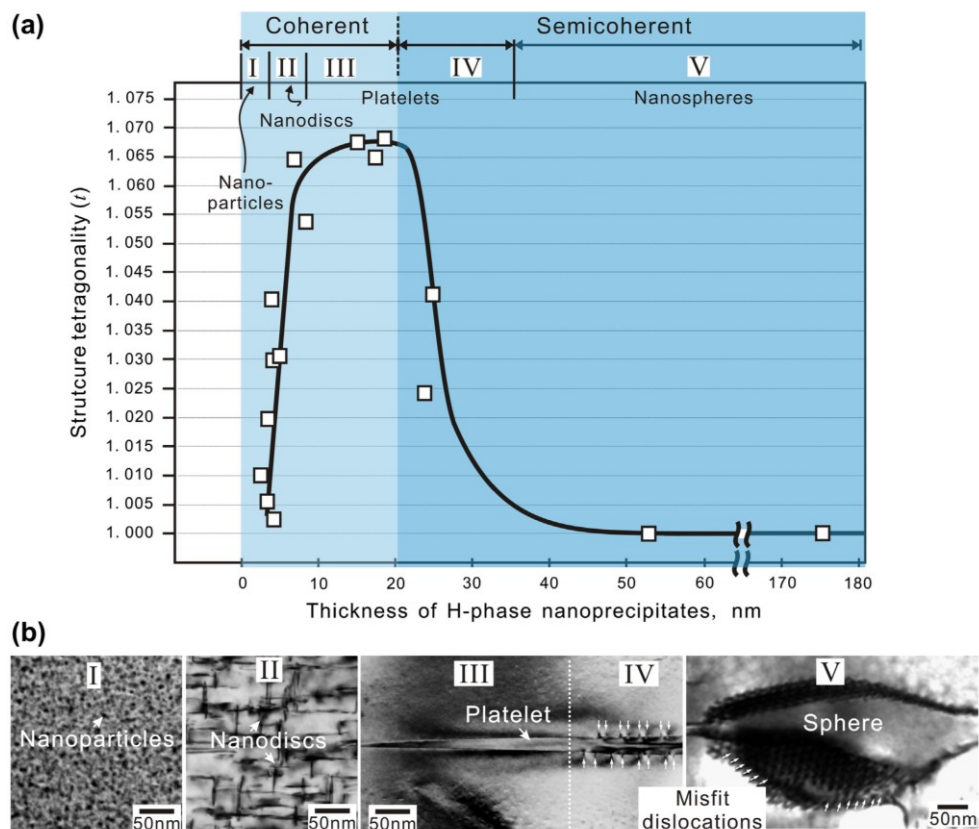 (a)
Coherent
Semicoherent
I II III IV V
Platelets
Nanospheres
Nanodiscs
Nano-
particles
Strutcure tetragonality (t)
1. 075
1. 070
1. 065
1. 060
1. 055
1. 050
1. 045
1. 040
1. 035
1. 030
1. 025
1. 020
1. 010
1. 005
1. 000
0 10 20 30 40 50 60 170 180
Thickness of H-phase nanoprecipitates, nm
(b)
I
Nanoparticles
50nm
II
Nanodiscs
50nm
III
IV
Platelet
50nm
V
Sphere
Misfit
dislocations
50nm